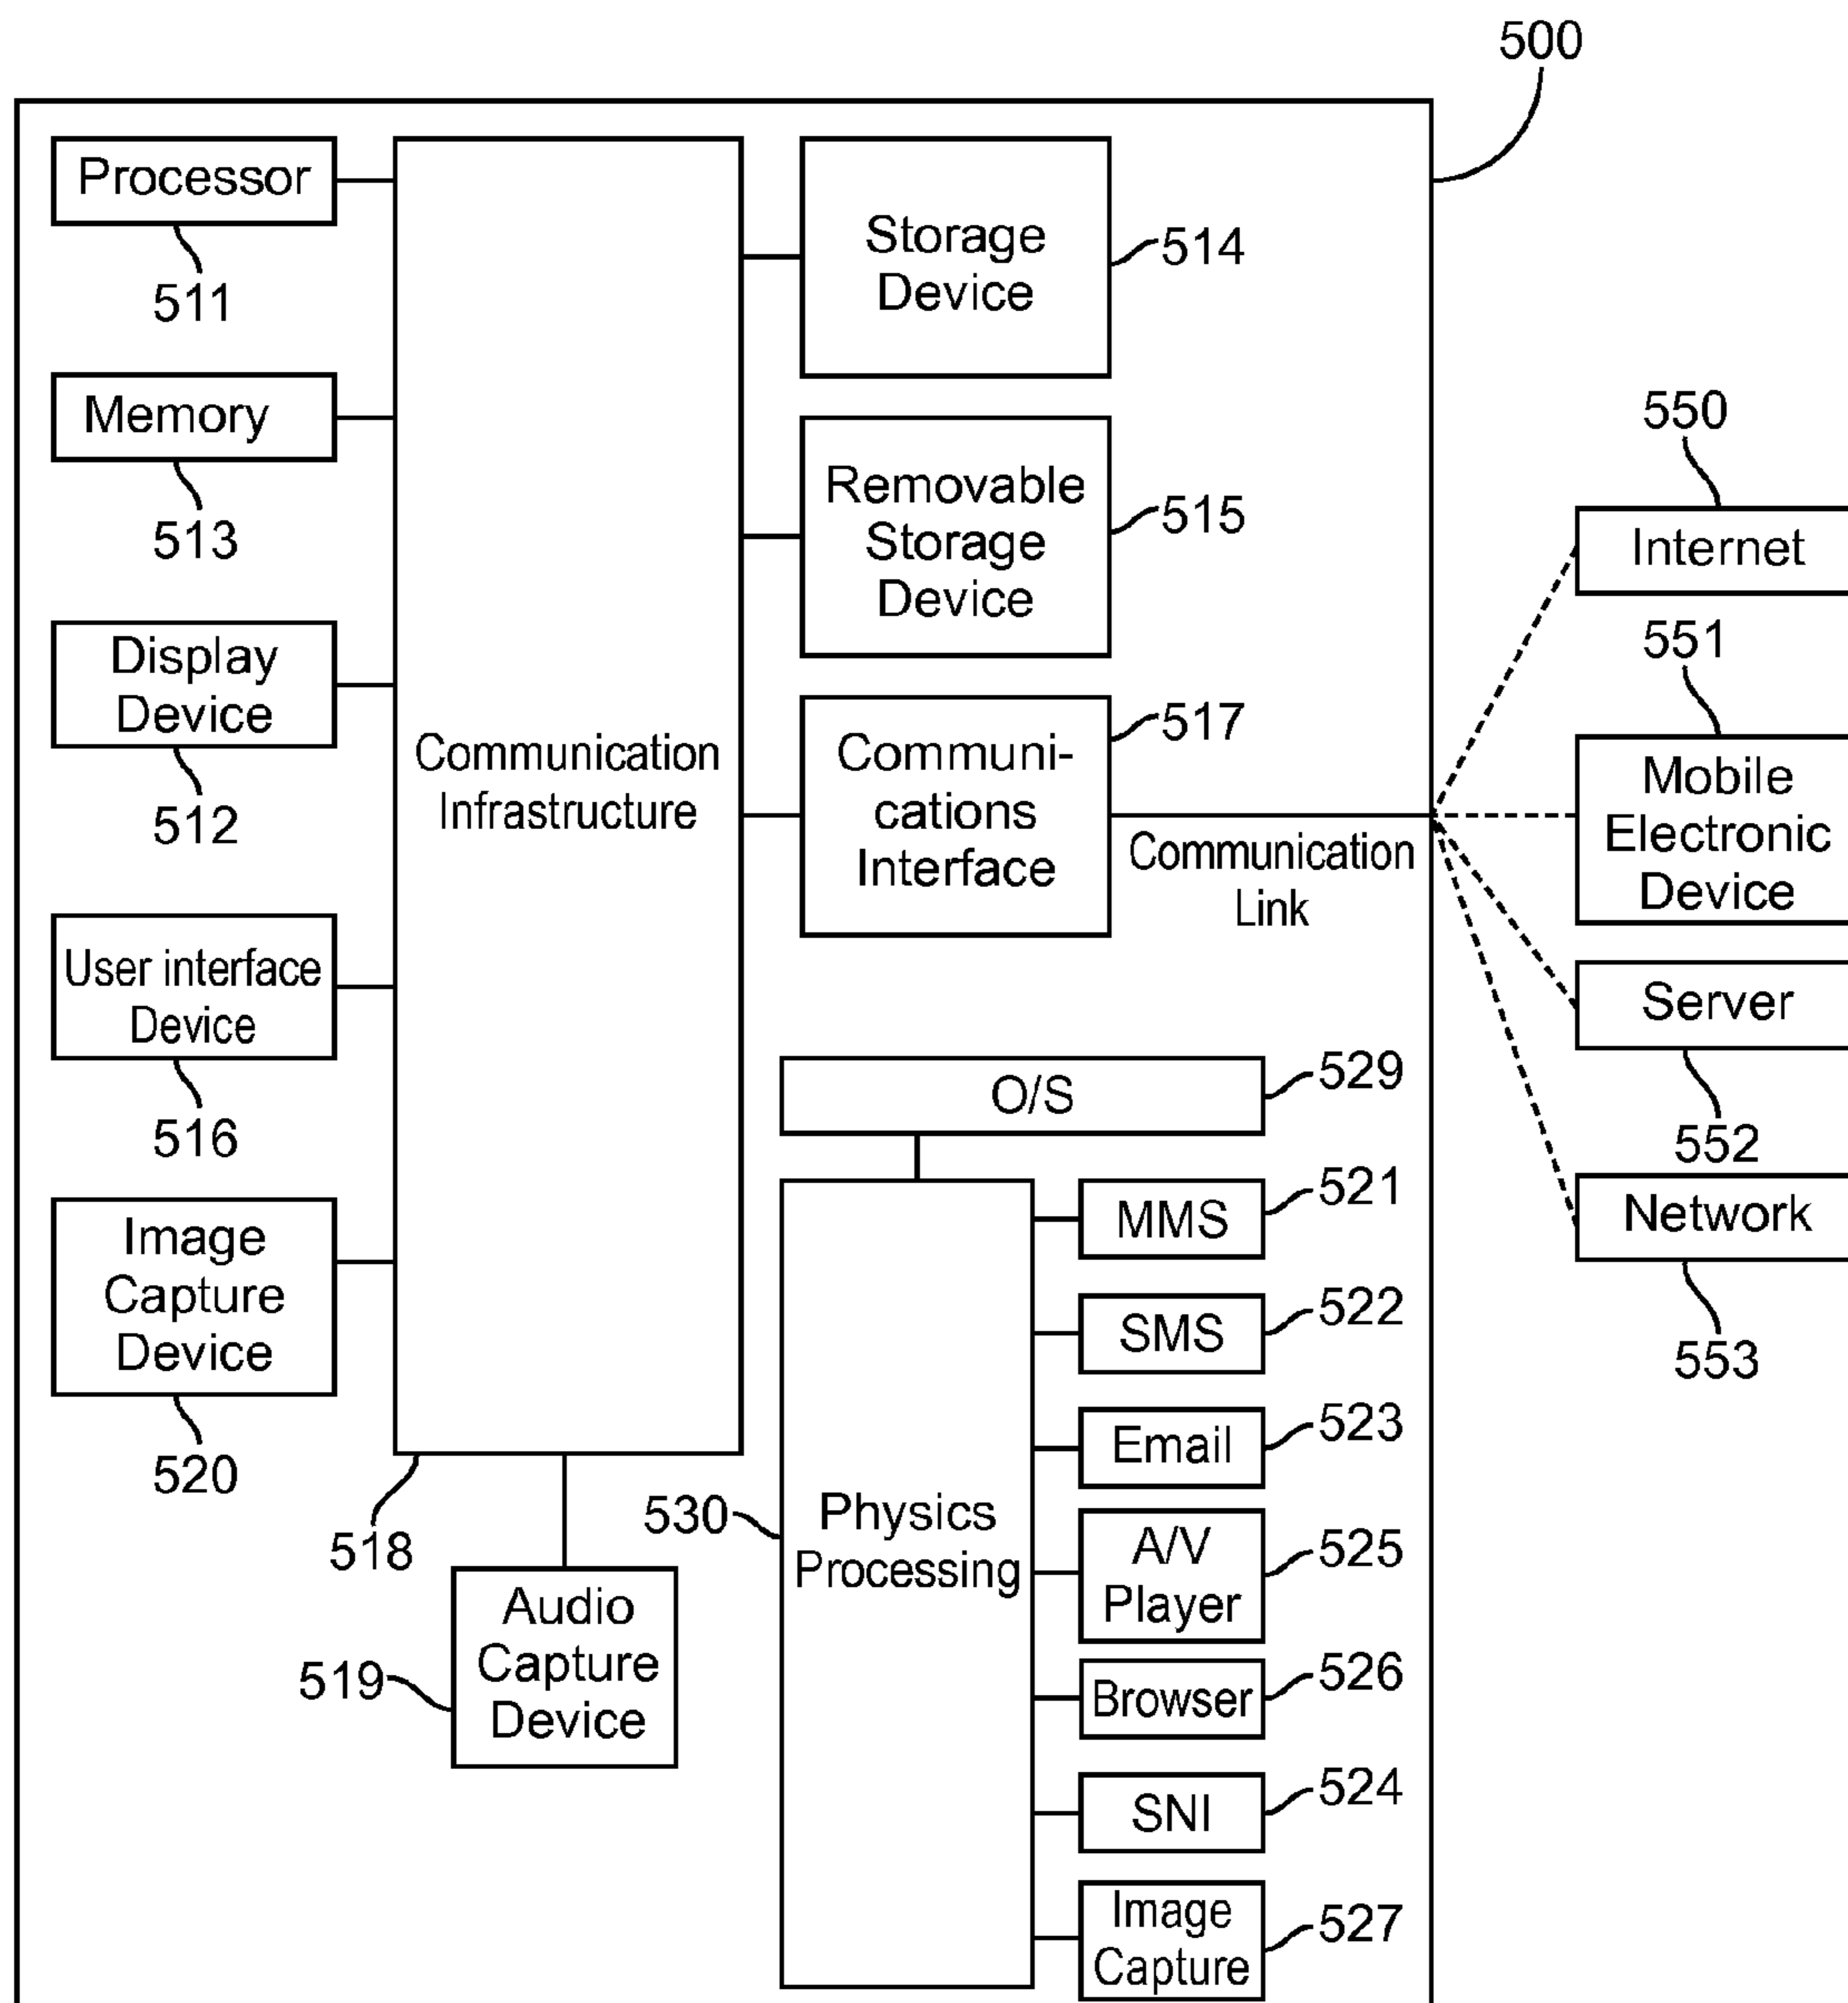 500
Processor
511
Memory
513
Display
Device
512
User interface
Device
516
Image
Capture
Device
520
Communication
Infrastructure
518
Audio
Capture
Device
519
Storage
Device
514
Removable
Storage
Device
515
Communi-
cations
Interface
517
Communication
Link
O/S
529
Physics
Processing
530
MMS
521
SMS
522
Email
523
A/V
Player
525
Browser
526
SNI
524
Image
Capture
527
550
Internet
551
Mobile
Electronic
Device
Server
552
Network
553